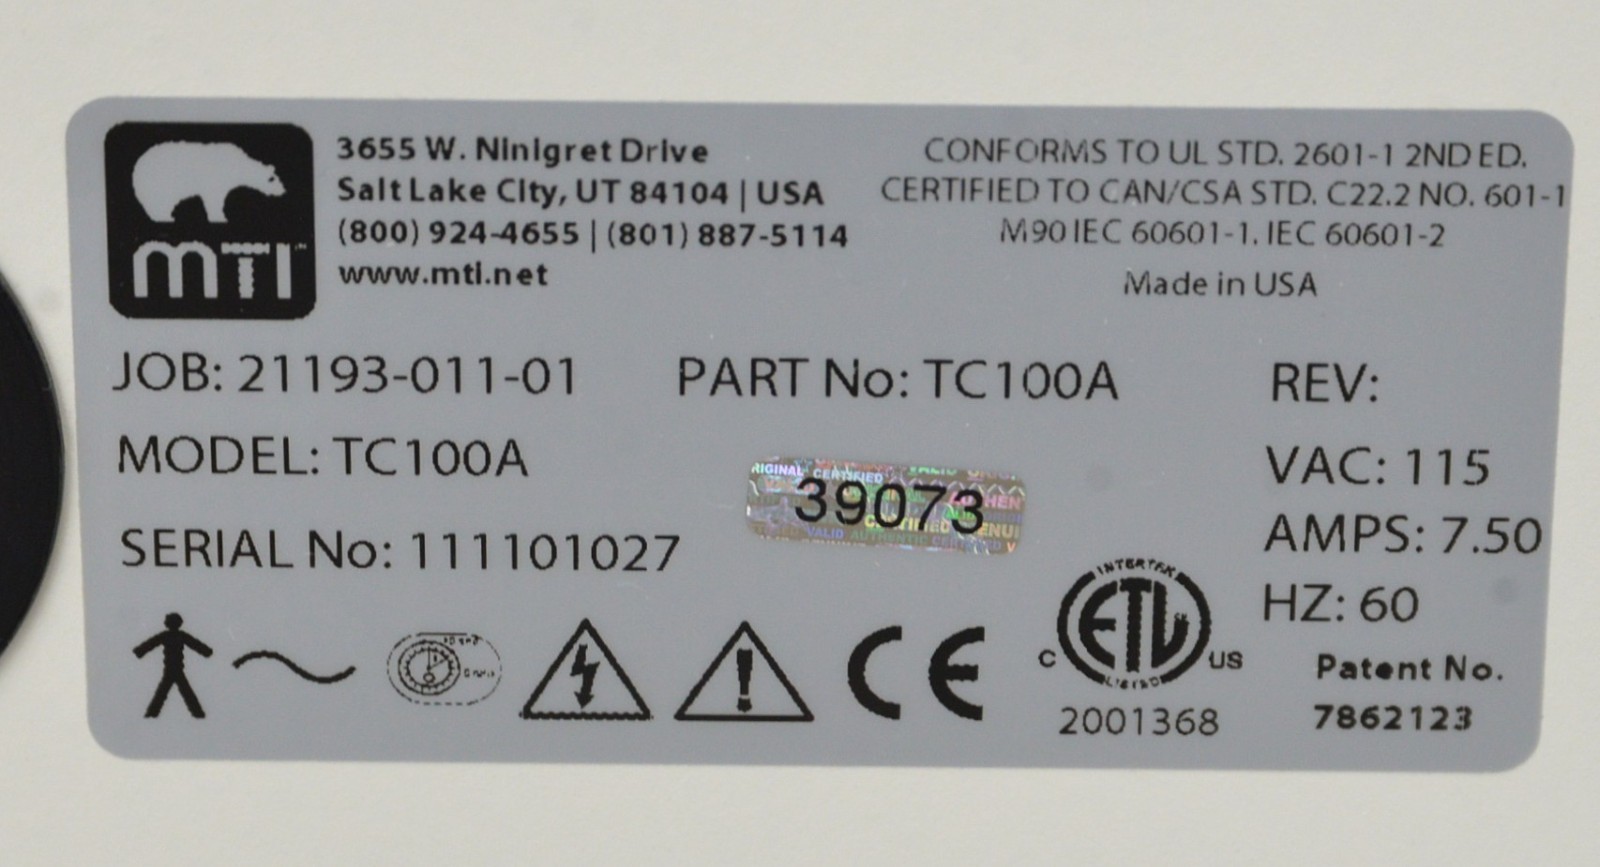 MTI
3655 W. Ninigret Drive
Salt Lake City, UT 84104 | USA
(800) 924-4655 | (801) 887-5114
www.mti.net
CONFORMS TO UL STD. 2601-1 2ND ED.
CERTIFIED TO CAN/CSA STD. C22.2 NO. 601-1
M90 IEC 60601-1. IEC 60601-2
Made in USA
JOB: 21193-011-01
PART No: TC100A
REV:
MODEL: TC100A
VAC: 115
39073
SERIAL No: 111101027
AMPS: 7.50
HZ: 60
CE
INTERTEK
ETL
LISTED
C
US
2001368
Patent No.
7862123